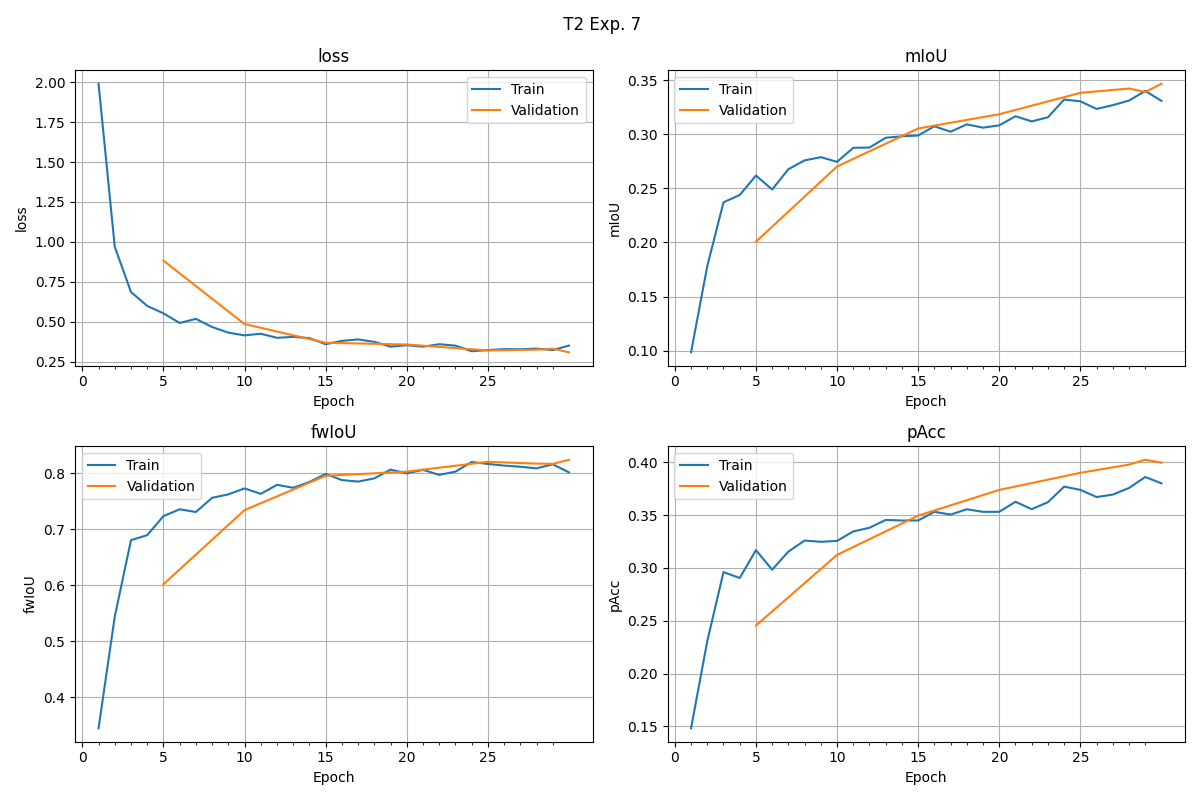 T2 Exp. 7
loss
2.00
1.75
1.50
1.25
1.00
0.75
0.50
0.25
loss
0 5 10 15 20 25
Epoch
Train
Validation
mIoU
0.35
0.30
0.25
0.20
0.15
0.10
mIoU
0 5 10 15 20 25
Epoch
Train
Validation
fwIoU
0.8
0.7
0.6
0.5
0.4
fwIoU
0 5 10 15 20 25
Epoch
Train
Validation
pAcc
0.40
0.35
0.30
0.25
0.20
0.15
pAcc
0 5 10 15 20 25
Epoch
Train
Validation